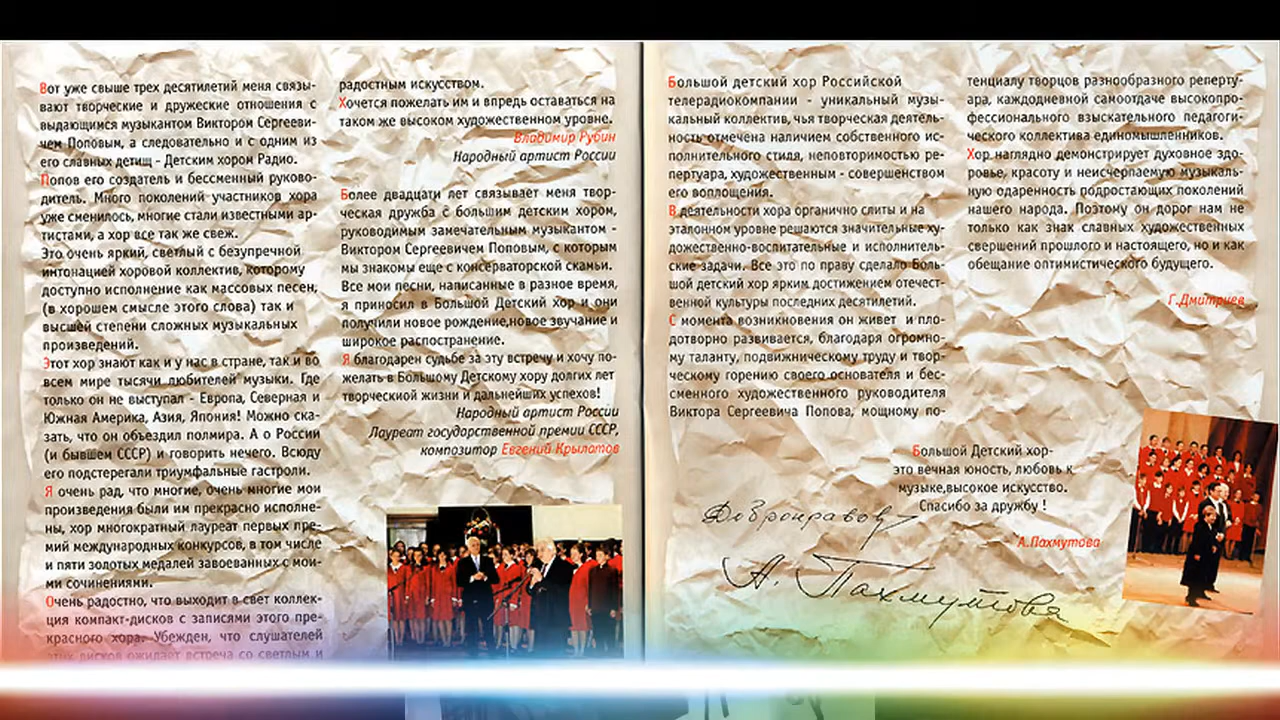 Вот уже свыше трех десятилетий меня связы-
вают творческие и дружеские отношения с
выдающимся музыкантом Виктором Сергееви-
чем Поповым, а следовательно и с одним из
его славных детищ - Детским хором Радио.
Попов его создатель и бессменный руково-
дитель. Много поколений участников хора
уже сменилось, многие стали известными ар-
тистами, а хор все так же свеж.
Это очень яркий, светлый с безупречной
интонацией хоровой коллектив, которому
доступно исполнение как массовых песен,
(в хорошем смысле этого слова) так и
высшей степени сложных музыкальных
произведений.
Этот хор знают как и у нас в стране, так и во
всем мире тысячи любителей музыки. Где
только он не выступал - Европа, Северная и
Южная Америка, Азия, Япония! Можно ска-
зать, что он объездил полмира. А о России
(и бывшем СССР) и говорить нечего. Всюду
его подстерегали триумфальные гастроли.
Я очень рад, что многие, очень многие мои
произведения были им прекрасно исполне-
ны, хор многократный лауреат первых пре-
мий международных конкурсов, в том числе
и пяти золотых медалей завоеванных с мои-
ми сочинениями.
Очень радостно, что выходит в свет коллек-
ция компакт-дисков с записями этого пре-
красного хора. Убежден, что слушателей
этих дисков ожидает встреча со светлым и
радостным искусством.
Хочется пожелать им и впредь оставаться на
таком же высоком художественном уровне.
Владимир Рубин
Народный артист России
Более двадцати лет связывает меня твор-
ческая дружба с большим детским хором,
руководимым замечательным музыкантом -
Виктором Сергеевичем Поповым, с которым
мы знакомы еще с консерваторской скамьи.
Все мои песни, написанные в разное время,
я приносил в Большой Детский хор и они
получили новое рождение,новое звучание и
широкое распостранение.
Я благодарен судьбе за эту встречу и хочу по-
желать в Большому Детскому хору долгих лет
творческиой жизни и дальнейших успехов!
Народный артист России
Лауреат государственной премии СССР,
композитор Евгений Крылатов
Большой детский хор Российской
телерадиокомпании - уникальный музы-
кальный коллектив, чья творческая деятель-
ность отмечена наличием собственного ис-
полнительного стидя, неповторимостью ре-
пертуара, художественным - совершенством
его воплощения.
В деятельности хора органично слиты и на
эталонном уровне решаются значительные ху-
дожественно-воспитательные и исполнитель-
ские задачи. Все это по праву сделало Боль-
шой детский хор ярким достижением отечест-
венной культуры последних десятилетий.
С момента возникновения он живет и пло-
дотворно развивается, благодаря огромно-
му таланту, подвижническому труду и твор-
ческому горению своего основателя и бес-
сменного художественного руководителя
Виктора Сергеевича Попова, мощному по-
тенциалу творцов разнообразного реперту-
ара, каждодневной самоотдаче высокопро-
фессионального взыскательного педагоги-
ческого коллектива единомышленников.
Хор наглядно демонстрирует духовное здо-
ровье, красоту и неисчерпаемую музыкаль-
ную одаренность подростающих поколений
нашего народа. Поэтому он дорог нам не
только как знак славных художественных
свершений прошлого и настоящего, но и как
обещание оптимистического будущего.
Г.Дмитриев
Большой Детский хор-
это вечная юность, любовь к
музыке,высокое искусство.
Спасибо за дружбу !
А.Пахмутова
Добронравов
А. Пахмутова